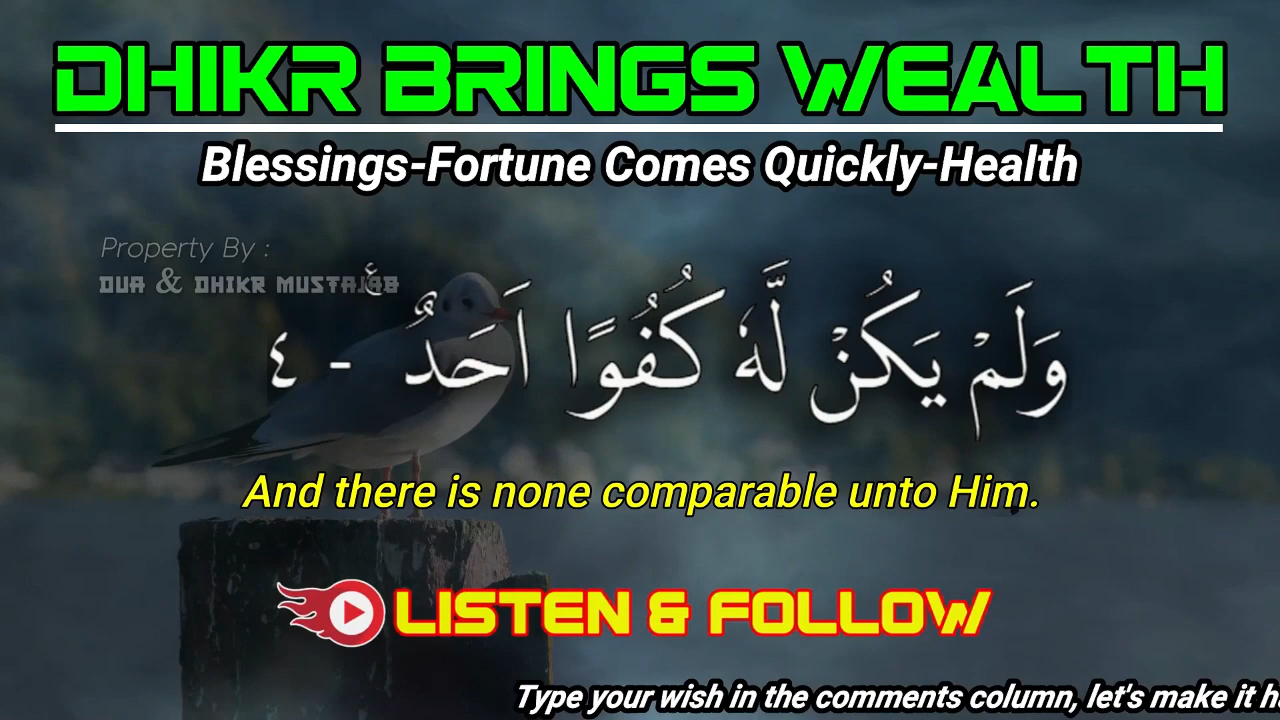 DHIKR BRINGS WEALTH
Blessings-Fortune Comes Quickly-Health
Property By :
DUA & DHIKR MUSTAJAB
وَلَمْ يَكُنْ لَّهٗ كُفُوًا اَحَدٌ ࣖ - ٤
And there is none comparable unto Him.
LISTEN & FOLLOW
Type your wish in the comments column, let's make it